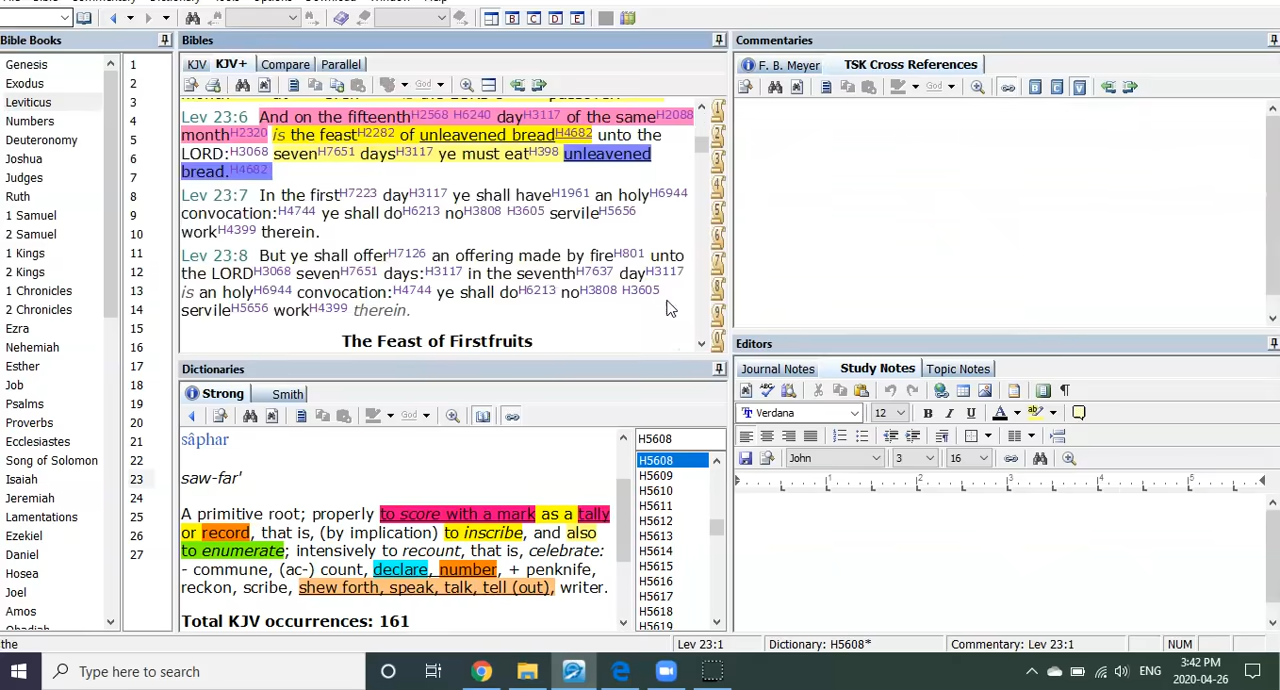 Bible Books
Genesis
Exodus
Leviticus
Numbers
Deuteronomy
Joshua
Judges
Ruth
1 Samuel
2 Samuel
1 Kings
2 Kings
1 Chronicles
2 Chronicles
Ezra
Nehemiah
Esther
Job
Psalms
Proverbs
Ecclesiastes
Song of Solomon
Isaiah
Jeremiah
Lamentations
Ezekiel
Daniel
Hosea
Joel
Amos
1
2
3
4
5
6
7
8
9
10
11
12
13
14
15
16
17
18
19
20
21
22
23
24
25
26
27
Bibles
KJV KJV+ Compare Parallel
Lev 23:6 And on the fifteenthH2568 H6240 dayH3117 of the sameH2088
monthH2320 is the feastH2282 of unleavened breadH4682 unto the
LORD:H3068 sevenH7651 daysH3117 ye must eatH398 unleavened
bread.H4682
Lev 23:7 In the firstH7223 dayH3117 ye shall haveH1961 an holyH6944
convocation:H4744 ye shall doH6213 noH3808 H3605 servileH5656
workH4399 therein.
Lev 23:8 But ye shall offerH7126 an offering made by fireH801 unto
the LORDH3068 sevenH7651 days:H3117 in the seventhH7637 dayH3117
is an holyH6944 convocation:H4744 ye shall doH6213 noH3808 H3605
servileH5656 workH4399 therein.
The Feast of Firstfruits
Dictionaries
Strong Smith
God
sâphar
saw-far'
A primitive root; properly to score with a mark as a tally
or record, that is, (by implication) to inscribe, and also
to enumerate; intensively to recount, that is, celebrate:
- commune, (ac-) count, declare, number, + penknife,
reckon, scribe, shew forth, speak, talk, tell (out), writer.
Total KJV occurrences: 161
H5608
H5608
H5609
H5610
H5611
H5612
H5613
H5614
H5615
H5616
H5617
H5618
H5619
Commentaries
F. B. Meyer TSK Cross References
God
Editors
Journal Notes Study Notes Topic Notes
Verdana 12 B I U A
John 3 16
1 2 3 4 5
the
Lev 23:1 Dictionary: H5608* Commentary: Lev 23:1 NUM
Type here to search
ENG
3:42 PM
2020-04-26